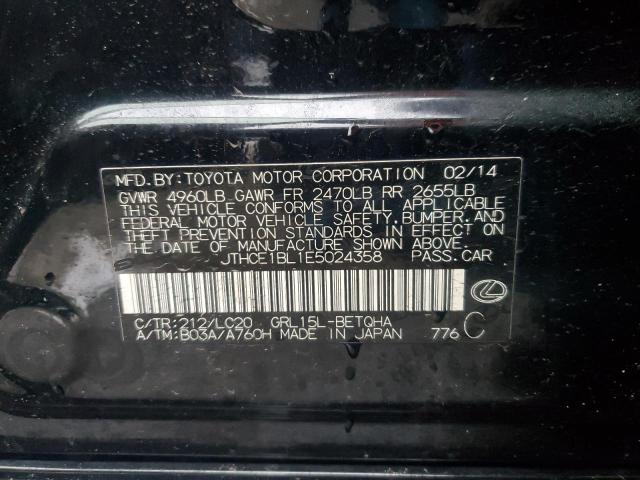 MFD.BY:TOYOTA MOTOR CORPORATION 02/14
GVWR 4960LB GAWR FR 2470LB RR 2655LB
THIS VEHICLE CONFORMS TO ALL APPLICABLE
FEDERAL MOTOR VEHICLE SAFETY,BUMPER,AND
THEFT PREVENTION STANDARDS IN EFFECT ON
THE DATE OF MANUFACTURE SHOWN ABOVE.
JTHCE1BL1E5024358 PASS.CAR
C/TR:212/LC20 GRL15L-BETQHA
A/TM:B03A/A760H MADE IN JAPAN 776 C